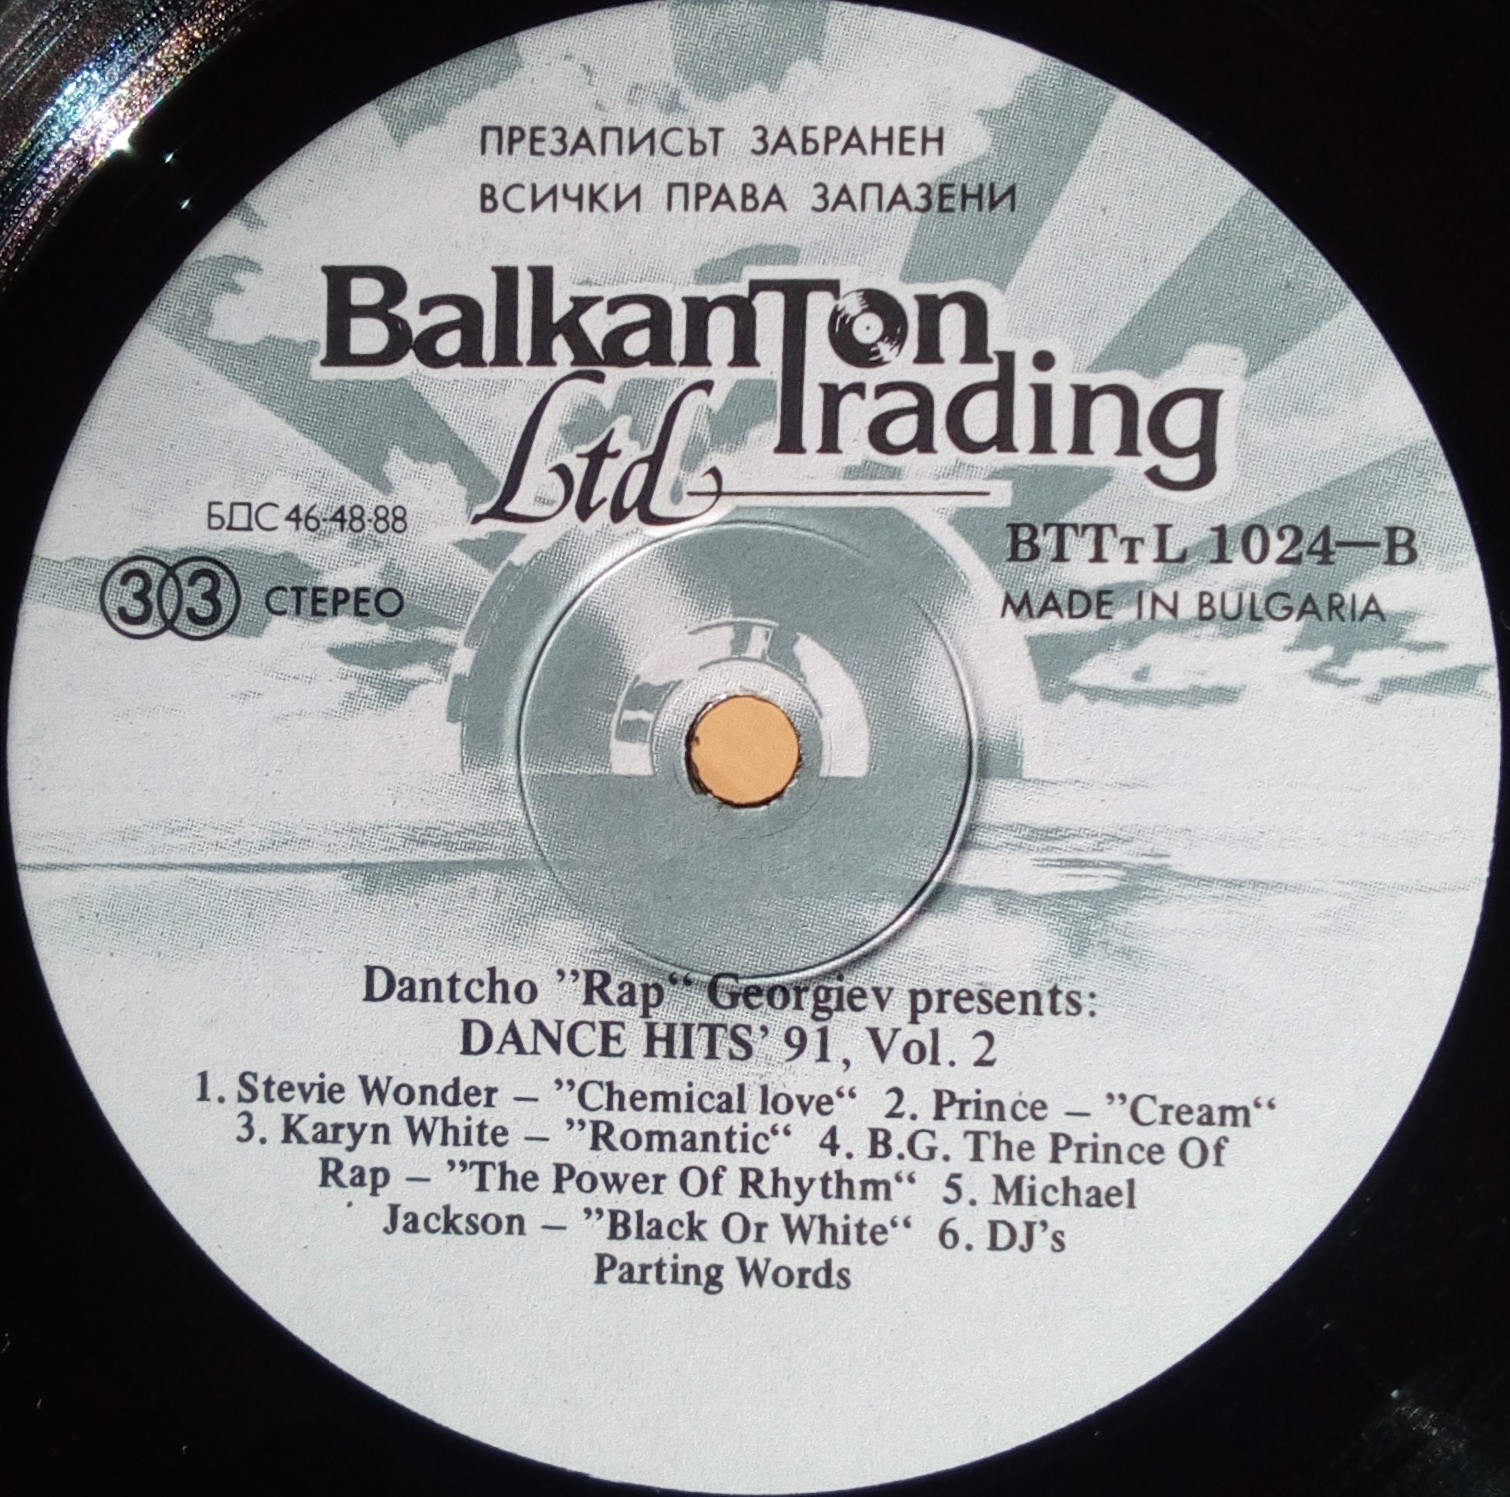 ПРЕЗАПИСЪТ ЗАБРАНЕН
ВСИЧКИ ПРАВА ЗАПАЗЕНИ
BalkanTon
Trading
Ltd
БДС 46-48-88
33 СТЕРЕО
BTTтL 1024—B
MADE IN BULGARIA
Dantcho ”Rap“ Georgiev presents:
DANCE HITS’ 91, Vol. 2
1. Stevie Wonder – ”Chemical love“ 2. Prince – ”Cream“
3. Karyn White – ”Romantic“ 4. B.G. The Prince Of
Rap – ”The Power Of Rhythm“ 5. Michael
Jackson – ”Black Or White“ 6. DJ's
Parting Words